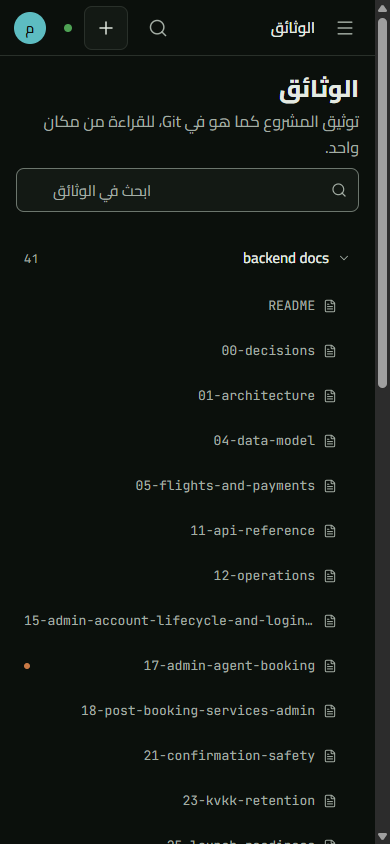 الوثائق
م
الوثائق
توثيق المشروع كما هو في Git، للقراءة من مكان
واحد.
ابحث في الوثائق
backend docs 41
README
00-decisions
01-architecture
04-data-model
05-flights-and-payments
11-api-reference
12-operations
15-admin-account-lifecycle-and-login…
17-admin-agent-booking
18-post-booking-services-admin
21-confirmation-safety
23-kvkk-retention